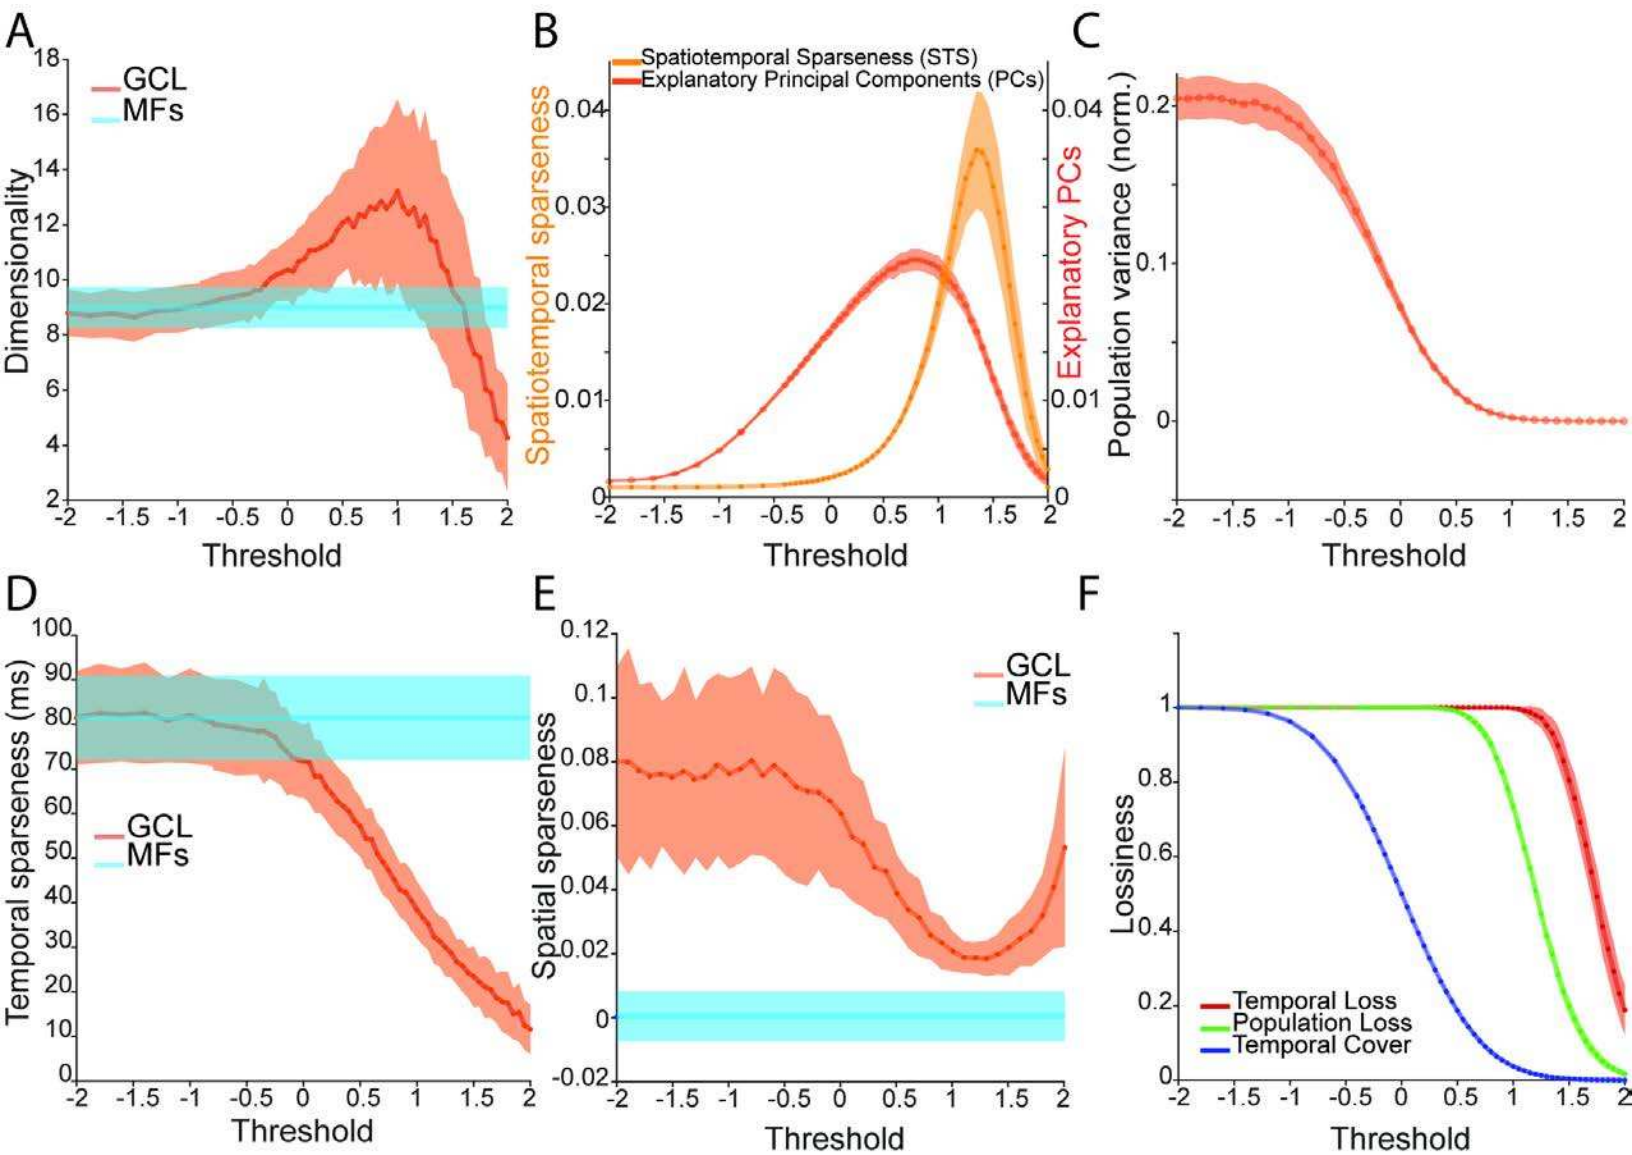 A
18
16
14
12
10
8
6
4
2
-2 -1.5 -1 -0.5 0 0.5 1 1.5 2
Dimensionality
Threshold
GCL
MFs
B
Spatiotemporal Sparseness (STS)
Explanatory Principal Components (PCs)
0.04
0.03
0.02
0.01
0
0.04
0.01
0
-2 -1.5 -1 -0.5 0 0.5 1 1.5 2
Spatiotemporal sparseness
Explanatory PCs
Threshold
C
0.2
0.1
0
-2 -1.5 -1 -0.5 0 0.5 1 1.5 2
Population variance (norm.)
Threshold
D
100
90
80
70
60
50
40
30
20
10
0
-2 -1.5 -1 -0.5 0 0.5 1 1.5 2
Temporal sparseness (ms)
Threshold
GCL
MFs
E
0.12
0.1
0.08
0.06
0.04
0.02
0
-0.02
-2 -1.5 -1 -0.5 0 0.5 1 1.5 2
Spatial sparseness
Threshold
GCL
MFs
F
1
0.8
0.6
0.4
0.2
0
-2 -1.5 -1 -0.5 0 0.5 1 1.5 2
Lossiness
Threshold
Temporal Loss
Population Loss
Temporal Cover